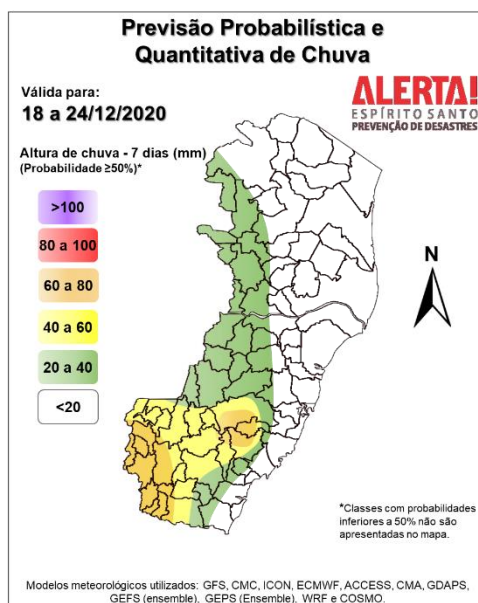 Previsão Probabilística e
Quantitativa de Chuva
Válida para:
18 a 24/12/2020
ALERTA!
ESPÍRITO SANTO
PREVENÇÃO DE DESASTRES
Altura de chuva - 7 dias (mm)
(Probabilidade ≥50%)*
>100
80 a 100
60 a 80
40 a 60
20 a 40
<20
N
*Classes com probabilidades
inferiores a 50% não são
apresentadas no mapa.
Modelos meteorológicos utilizados: GFS, CMC, ICON, ECMWF, ACCESS, CMA, GDAPS,
GEFS (ensemble), GEPS (Ensemble), WRF e COSMO.